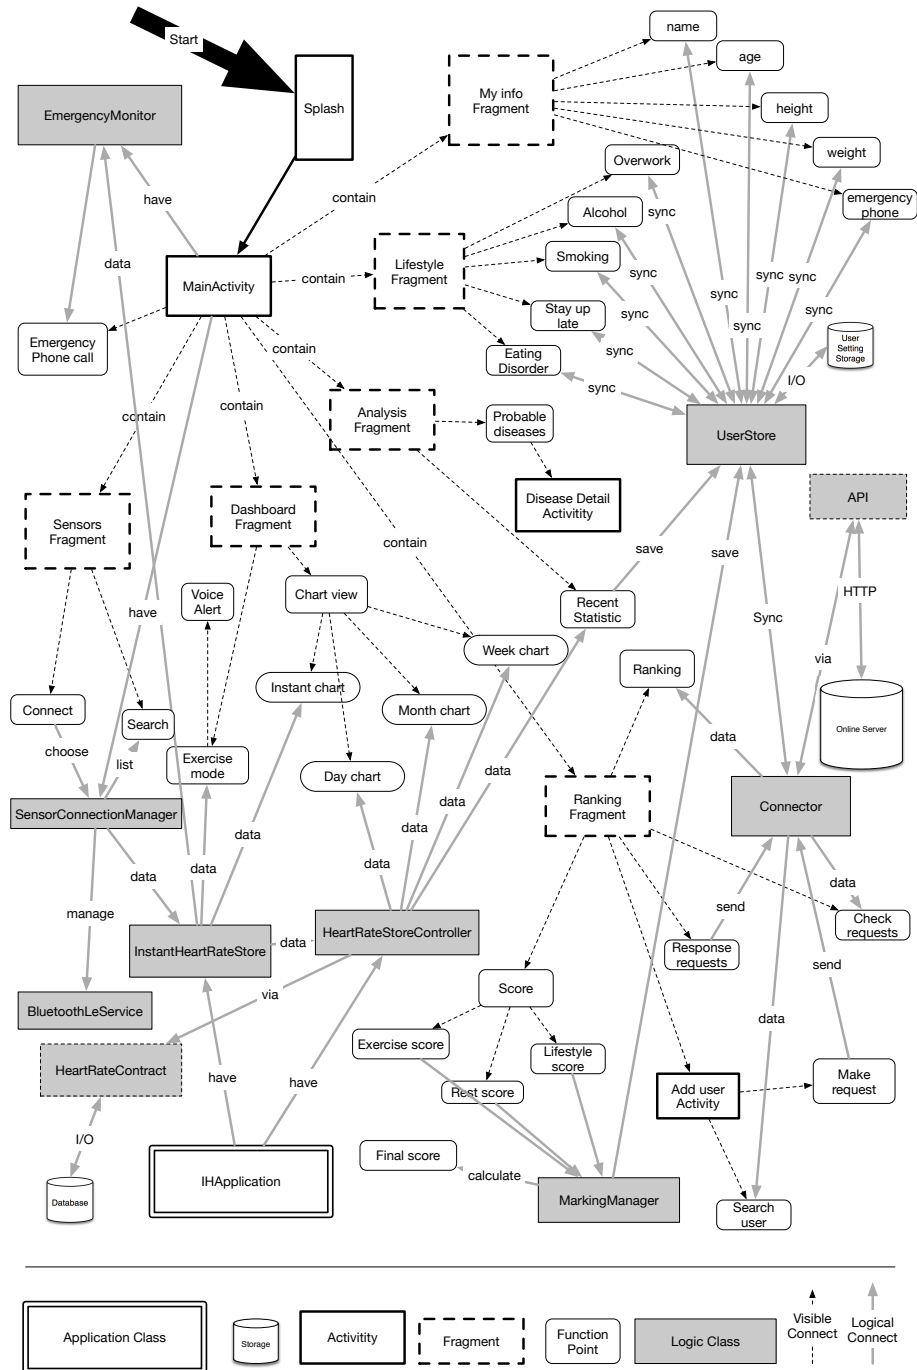 Start
name
age
My info
Fragment
Splash
EmergencyMonitor
height
weight
Overwork
emergency
phone
have
contain
Alcohol
sync
data
Lifestyle
Fragment
Smoking
MainActivity
contain
sync
sync
sync
sync
sync
sync
sync
Stay up
late
sync
User
Setting
Storage
Emergency
Phone call
contain
Eating
Disorder
sync
I/O
sync
contain
contain
Analysis
Fragment
Probable
diseases
UserStore
Sensors
Fragment
Dashboard
Fragment
Disease Detail
Activitity
API
contain
save
save
Voice
Alert
Chart view
HTTP
have
Recent
Statistic
Sync
Week chart
Ranking
via
Instant chart
Connect
Search
Month chart
Online Server
choose
list
Exercise
mode
Day chart
data
data
SensorConnectionManager
Ranking
Fragment
Connector
data
data
data
data
data
data
data
manage
send
Check
requests
InstantHeartRateStore
data
HeartRateStoreController
Response
requests
send
BluetoothLeService
via
Score
data
Exercise score
Lifestyle
score
HeartRateContract
have
have
Rest score
Add user
Activity
Make
request
I/O
Final score
calculate
IHApplication
Database
MarkingManager
Search
user
Application Class
Storage
Activitity
Fragment
Function
Point
Logic Class
Visible
Connect
Logical
Connect